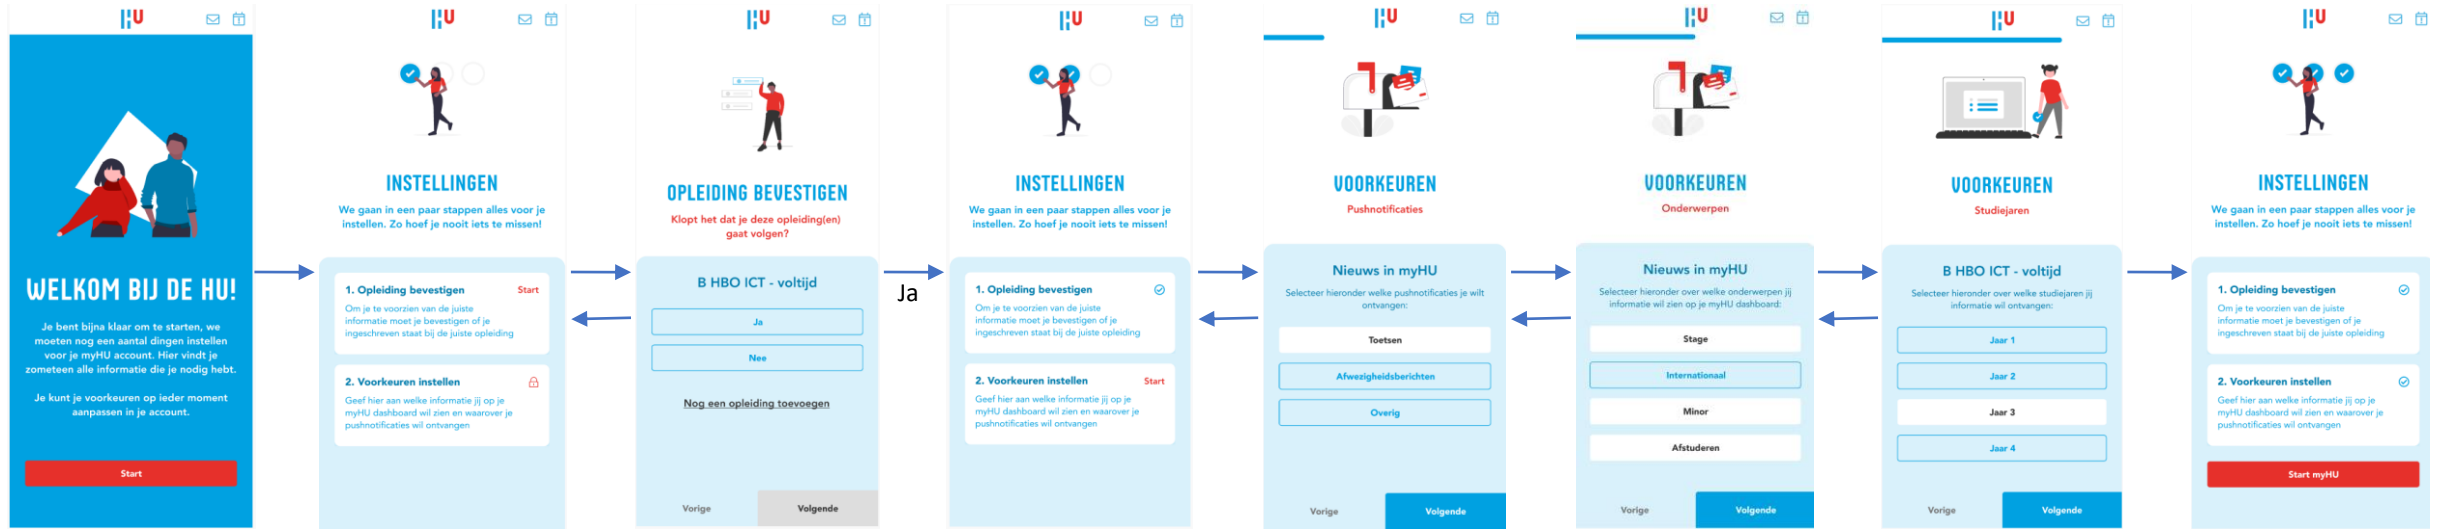 HU
WELKOM BIJ DE HU!
Je bent bijna klaar om te starten, we
moeten nog een aantal dingen instellen
voor je myHU account. Hier vindt je
zometeen alle informatie die je nodig hebt.
Je kunt je voorkeuren op ieder moment
aanpassen in je account.
Start
HU
INSTELLINGEN
We gaan in een paar stappen alles voor je
instellen. Zo hoef je nooit iets te missen!
1. Opleiding bevestigen Start
Om je te voorzien van de juiste
informatie moet je bevestigen of je
ingeschreven staat bij de juiste opleiding
2. Voorkeuren instellen
Geef hier aan welke informatie jij op je
myHU dashboard wil zien en waarover je
pushnotificaties wil ontvangen
HU
OPLEIDING BEVESTIGEN
Klopt het dat je deze opleiding(en)
gaat volgen?
B HBO ICT - voltijd
Ja
Nee
Nog een opleiding toevoegen
Vorige Volgende
Ja
HU
INSTELLINGEN
We gaan in een paar stappen alles voor je
instellen. Zo hoef je nooit iets te missen!
1. Opleiding bevestigen
Om je te voorzien van de juiste
informatie moet je bevestigen of je
ingeschreven staat bij de juiste opleiding
2. Voorkeuren instellen Start
Geef hier aan welke informatie jij op je
myHU dashboard wil zien en waarover je
pushnotificaties wil ontvangen
HU
VOORKEUREN
Pushnotificaties
Nieuws in myHU
Selecteer hieronder welke pushnotificaties je wilt
ontvangen:
Toetsen
Afwezigheidsberichten
Overig
Vorige Volgende
HU
VOORKEUREN
Onderwerpen
Nieuws in myHU
Selecteer hieronder over welke onderwerpen jij
informatie wil zien op je myHU dashboard:
Stage
Internationaal
Minor
Afstuderen
Vorige Volgende
HU
VOORKEUREN
Studiejaren
B HBO ICT - voltijd
Selecteer hieronder over welke studiejaren jij
informatie wil ontvangen:
Jaar 1
Jaar 2
Jaar 3
Jaar 4
Vorige Volgende
HU
INSTELLINGEN
We gaan in een paar stappen alles voor je
instellen. Zo hoef je nooit iets te missen!
1. Opleiding bevestigen
Om je te voorzien van de juiste
informatie moet je bevestigen of je
ingeschreven staat bij de juiste opleiding
2. Voorkeuren instellen
Geef hier aan welke informatie jij op je
myHU dashboard wil zien en waarover je
pushnotificaties wil ontvangen
Start myHU